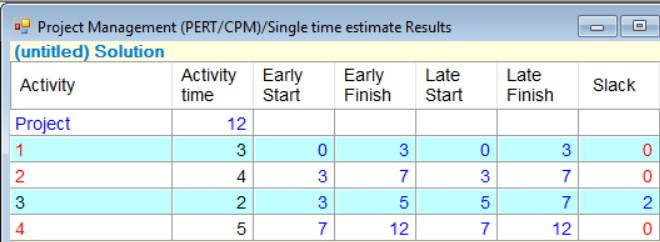 Project Management (PERT/CPM)/Single time estimate Results
(untitled) Solution
Activity Activity time Early Start Early Finish Late Start Late Finish Slack
Project 12
1 3 0 3 0 3 0
2 4 3 7 3 7 0
3 2 3 5 5 7 2
4 5 7 12 7 12 0